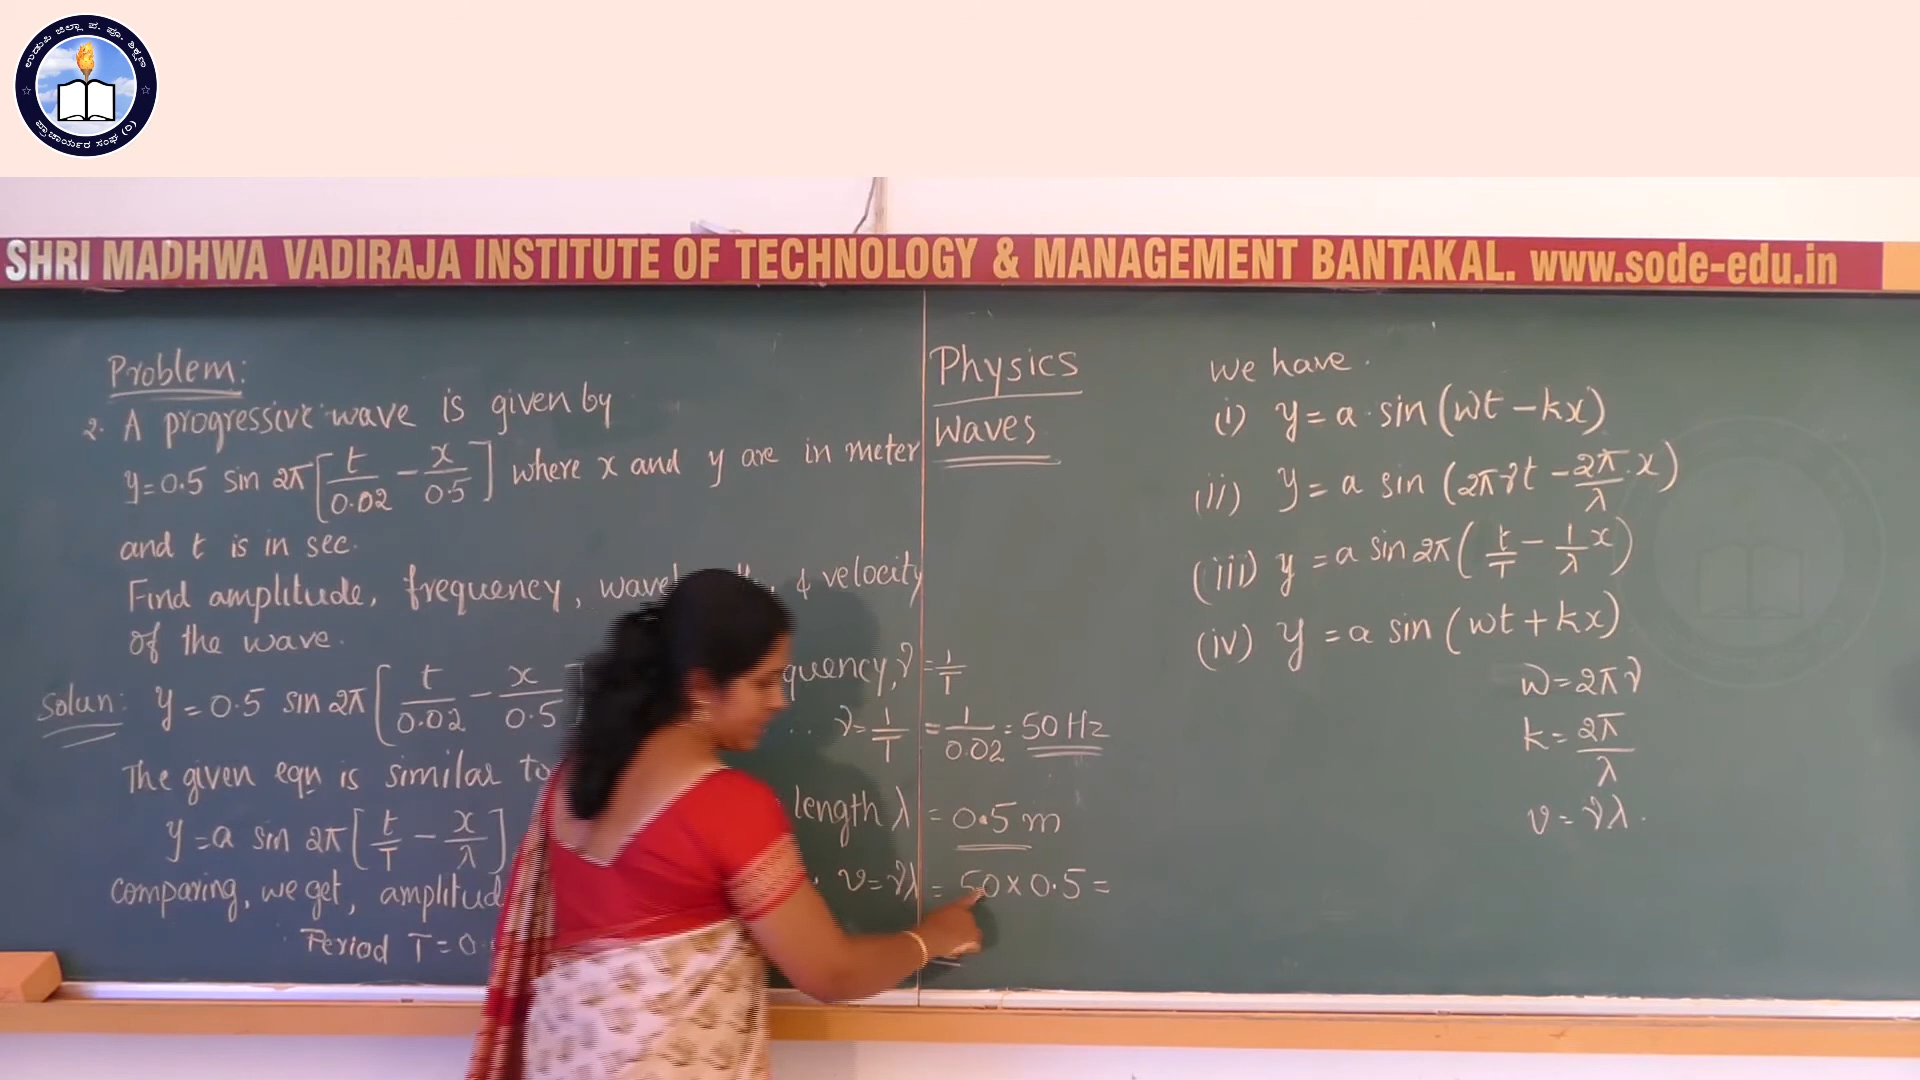 ಉಡುಪಿ ಜಿಲ್ಲಾ ಪ. ಪೂ. ಶಿಕ್ಷಣ
ಪ್ರಾಚಾರ್ಯರ ಸಂಘ (ರಿ)
SHRI MADHWA VADIRAJA INSTITUTE OF TECHNOLOGY & MANAGEMENT BANTAKAL. www.sode-edu.in
Problem:
2. A progressive wave is given by
y=0.5 sin 2π[t/0.02 − x/0.5] where x and y are in meter
and t is in sec.
Find amplitude, frequency, & velocity
of the wave.
Soln: y=0.5 sin 2π[t/0.02 − x/0.5]
The given eqn is similar to
y=a sin 2π[t/T − x/λ]
comparing, we get,
Period T=0.
ν=1/T
ν=1/T = 1/0.02 = 50 Hz
length λ = 0.5 m
v=νλ = 50×0.5 =
Physics
Waves
we have.
(i) y=a·sin(ωt−kx)
(ii) y=a sin(2πνt−2π/λ·x)
(iii) y=a sin 2π(t/T − 1/λ x)
(iv) y=a sin(ωt+kx)
ω=2πν
k=2π/λ
v=νλ.